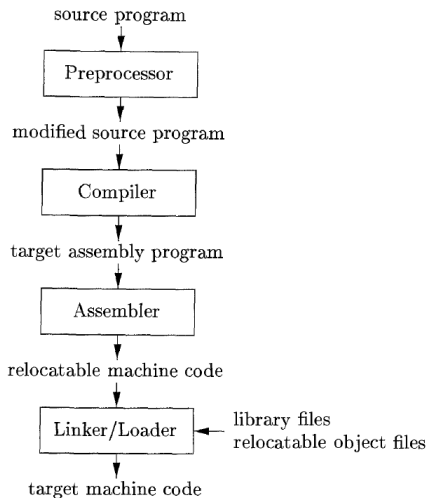 source program
Preprocessor
modified source program
Compiler
target assembly program
Assembler
relocatable machine code
Linker/Loader
library files
relocatable object files
target machine code